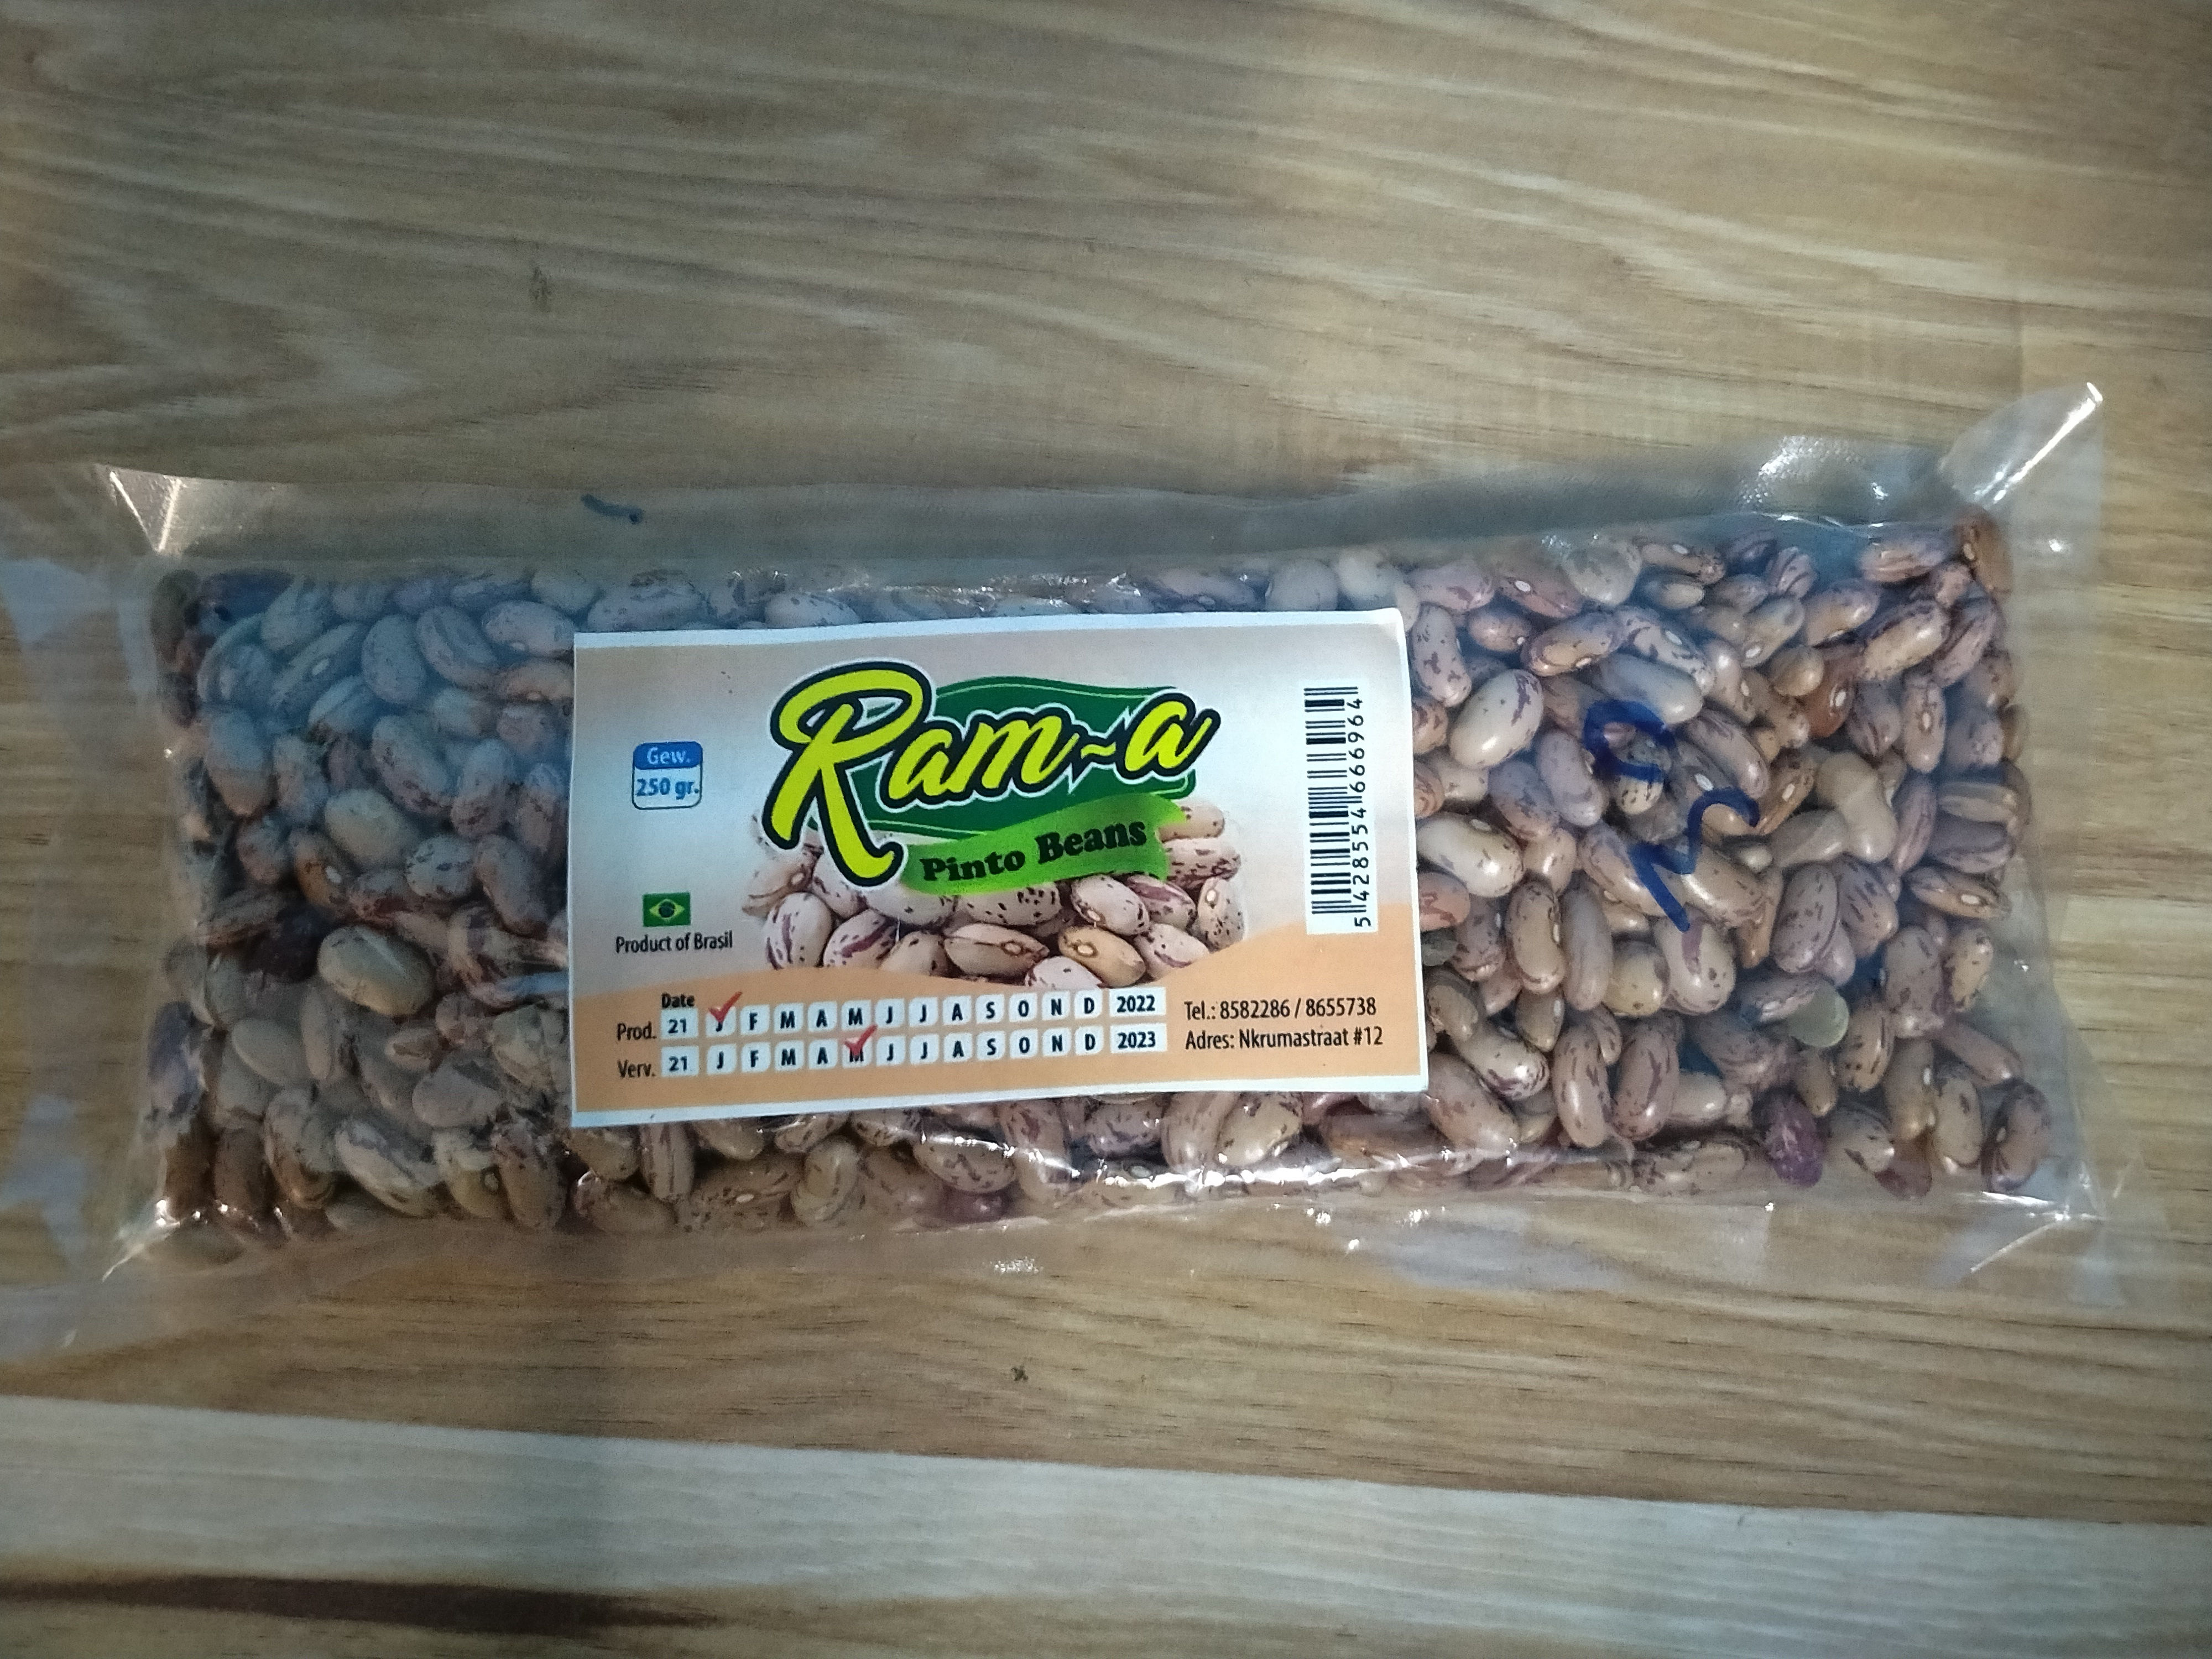 Ram~a
Pinto Beans
Gew.
250 gr.
Product of Brasil
Date
Prod. 21 J F M A M J J A S O N D 2022
Verv. 21 J F M A M J J A S O N D 2023
Tel.: 8582286 / 8655738
Adres: Nkrumastraat #12
5428554666964